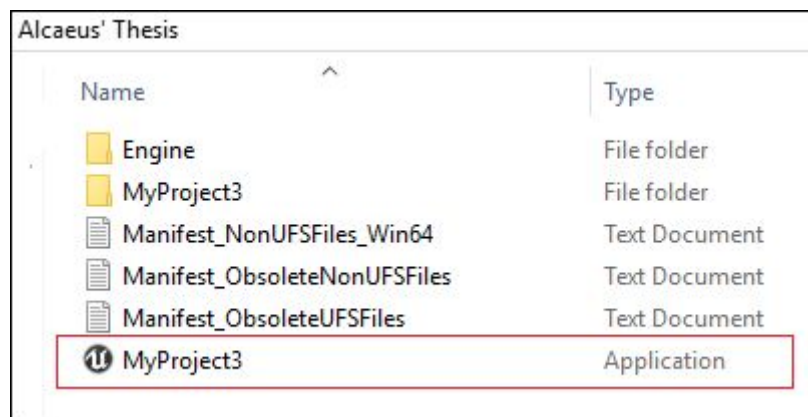 Alcaeus' Thesis
Name Type
Engine File folder
MyProject3 File folder
Manifest_NonUFSFiles_Win64 Text Document
Manifest_ObsoleteNonUFSFiles Text Document
Manifest_ObsoleteUFSFiles Text Document
MyProject3 Application